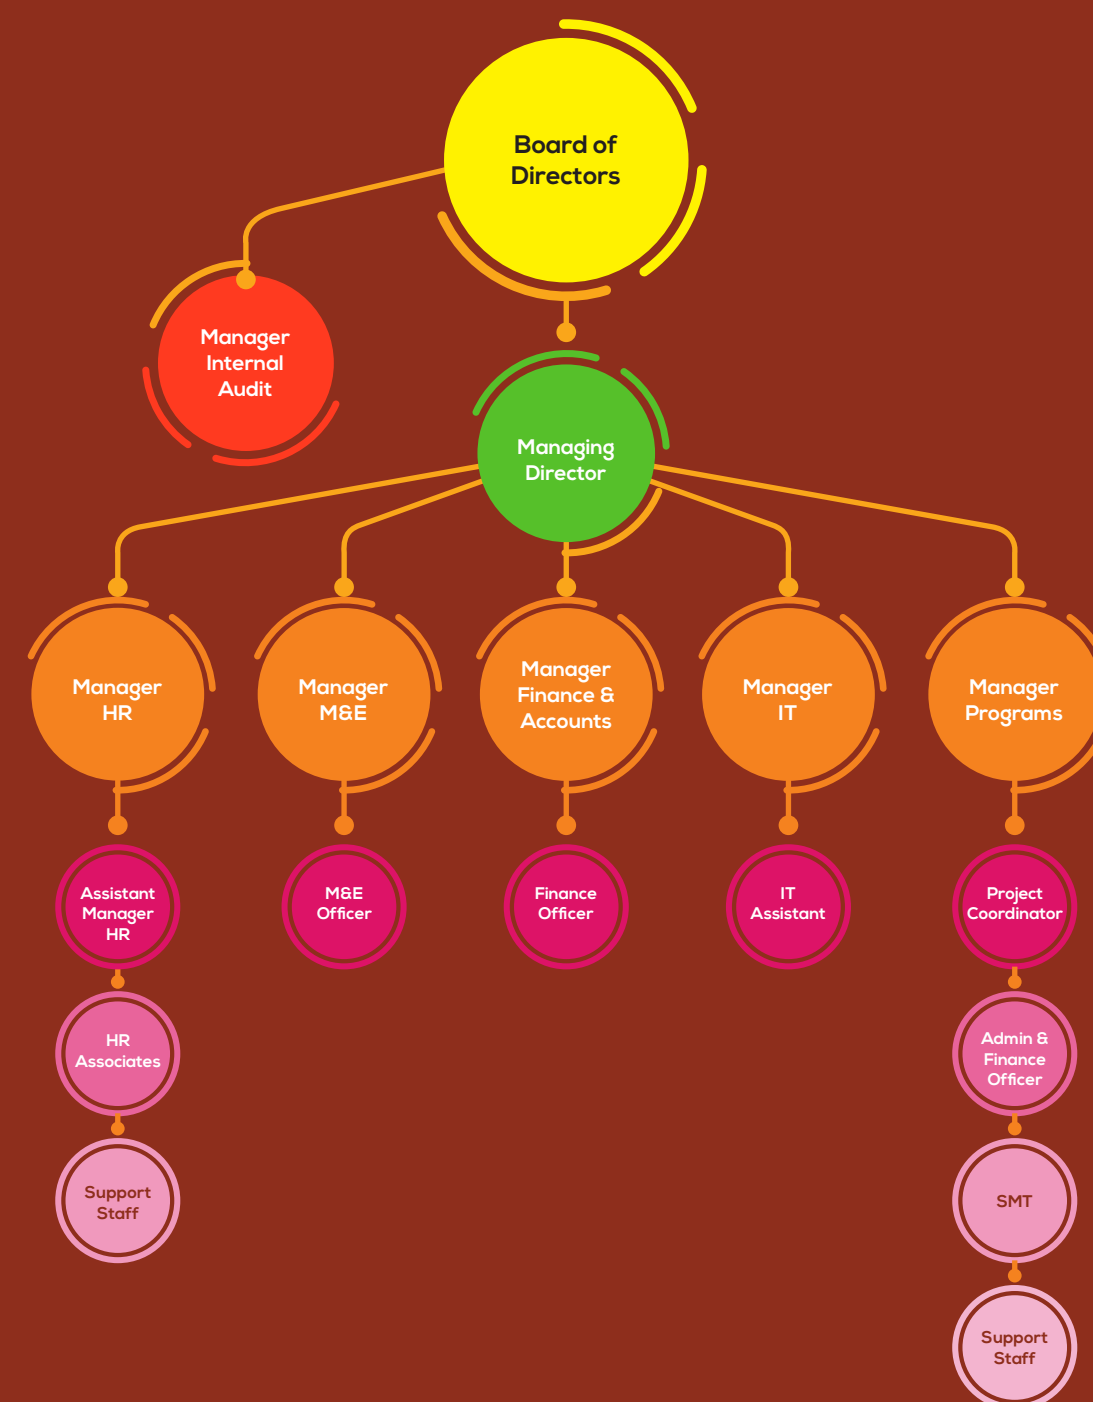 Board of
Directors
Manager
Internal
Audit
Managing
Director
Manager
HR
Manager
M&E
Manager
Finance &
Accounts
Manager
IT
Manager
Programs
Assistant
Manager
HR
M&E
Officer
Finance
Officer
IT
Assistant
Project
Coordinator
HR
Associates
Admin &
Finance
Officer
Support
Staff
SMT
Support
Staff